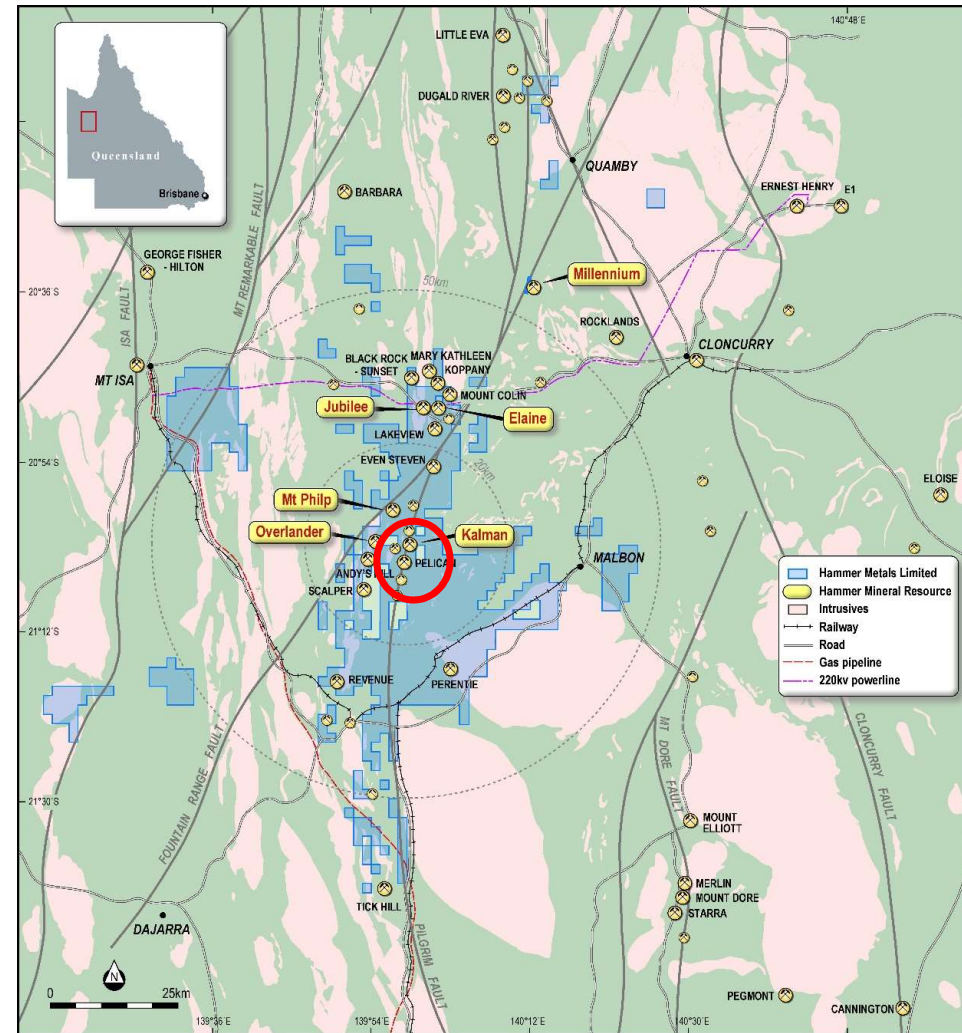 140°48'E
LITTLE EVA
DUGALD RIVER
Queensland
Brisbane
QUAMBY
BARBARA
ERNEST HENRY
E1
MT REMARKABLE FAULT
GEORGE FISHER
- HILTON
Millennium
50km
20°36'S
ISA FAULT
ROCKLANDS
CLONCURRY
MT ISA
BLACK ROCK
- SUNSET
MARY KATHLEEN
KOPPANY
MOUNT COLIN
Jubilee
Elaine
LAKEVIEW
20°54'S
EVEN STEVEN
20km
ELOISE
Mt Philp
Overlander
Kalman
PELICAN
MALBON
ANDY'S HILL
SCALPER
Hammer Metals Limited
Hammer Mineral Resource
Intrusives
Railway
Road
Gas pipeline
220kv powerline
21°12'S
REVENUE
PERENTIE
FOUNTAIN RANGE FAULT
MT DORE FAULT
CLONCURRY FAULT
21°30'S
MOUNT
ELLIOTT
MERLIN
MOUNT DORE
STARRA
TICK HILL
DAJARRA
PILGRIM FAULT
N
0 25km
PEGMONT
CANNINGTON
139°36'E
139°54'E
140°12'E
140°30'E